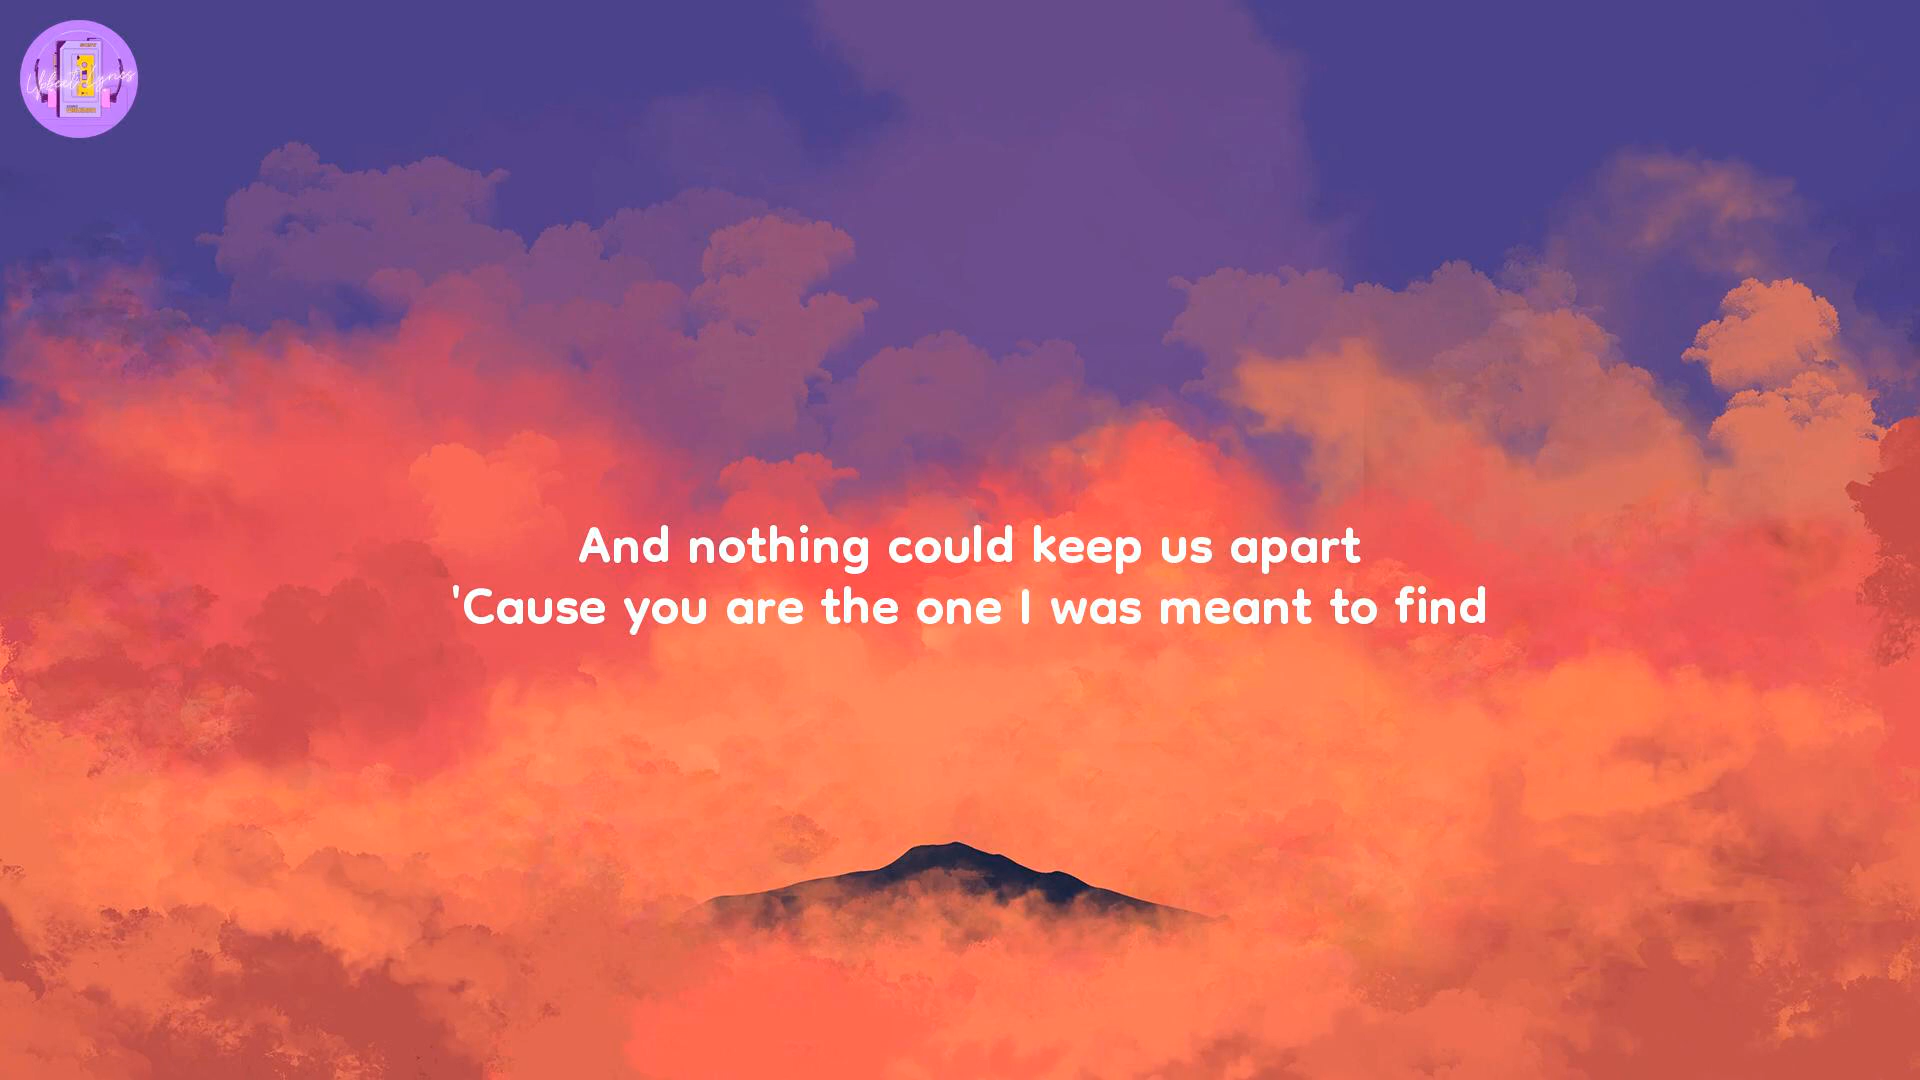 And nothing could keep us apart
'Cause you are the one I was meant to find